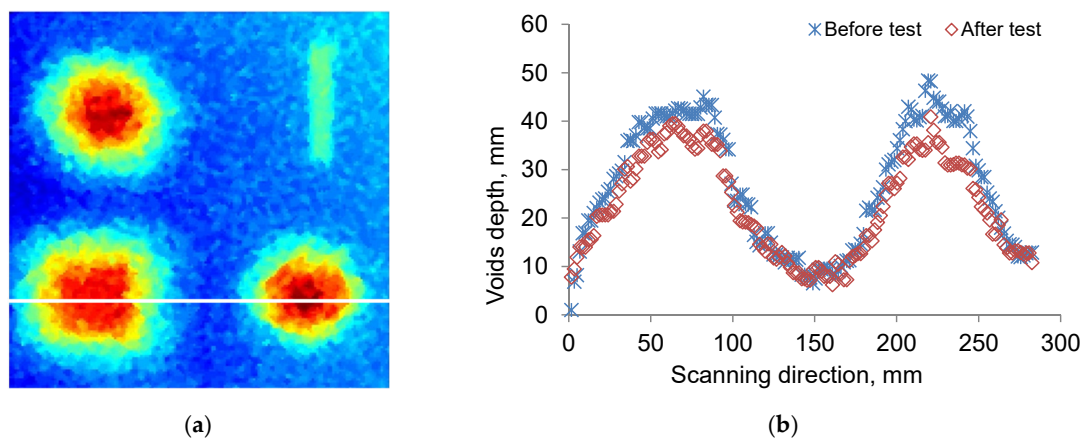 60
50
40
30
20
10
0
Voids depth, mm
Before test After test
0 50 100 150 200 250 300
Scanning direction, mm
(a) (b)